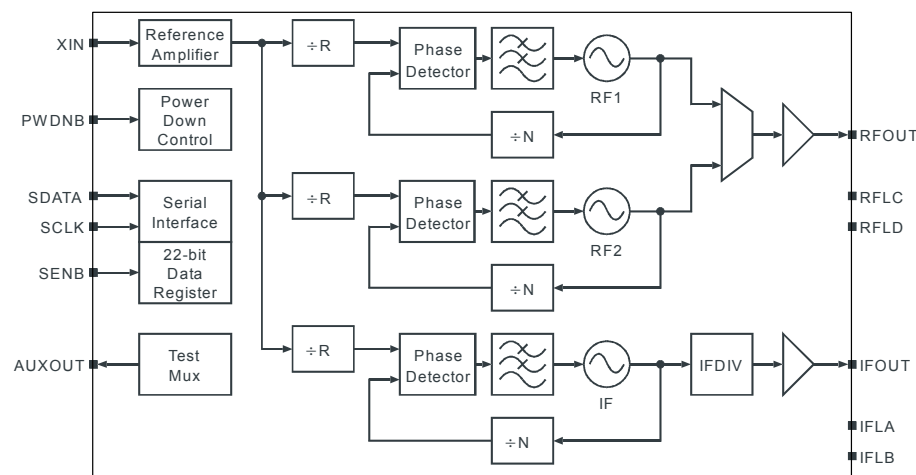 XIN
Reference
Amplifier
÷R
Phase
Detector
RF1
÷N
PWDNB
Power
Down
Control
RFOUT
SDATA
SCLK
Serial
Interface
÷R
Phase
Detector
RF2
÷N
RFLC
RFLD
SENB
22-bit
Data
Register
AUXOUT
Test
Mux
÷R
Phase
Detector
IF
÷N
IFDIV
IFOUT
IFLA
IFLB